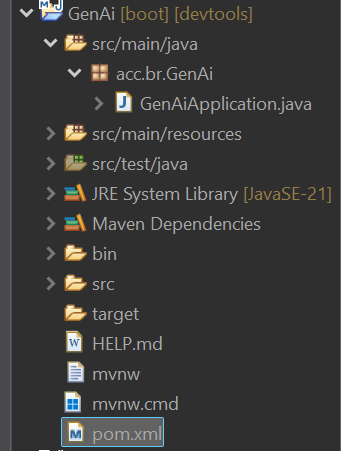 GenAi [boot] [devtools]
src/main/java
acc.br.GenAi
GenAiApplication.java
src/main/resources
src/test/java
JRE System Library [JavaSE-21]
Maven Dependencies
bin
src
target
HELP.md
mvnw
mvnw.cmd
pom.xml